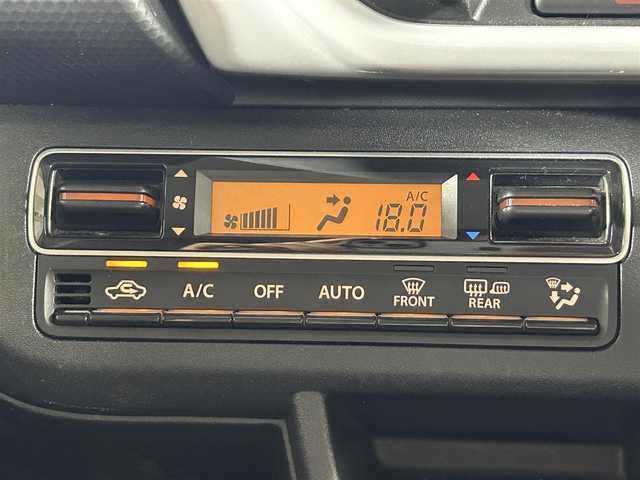 A/C
18.0
A/C OFF AUTO FRONT REAR